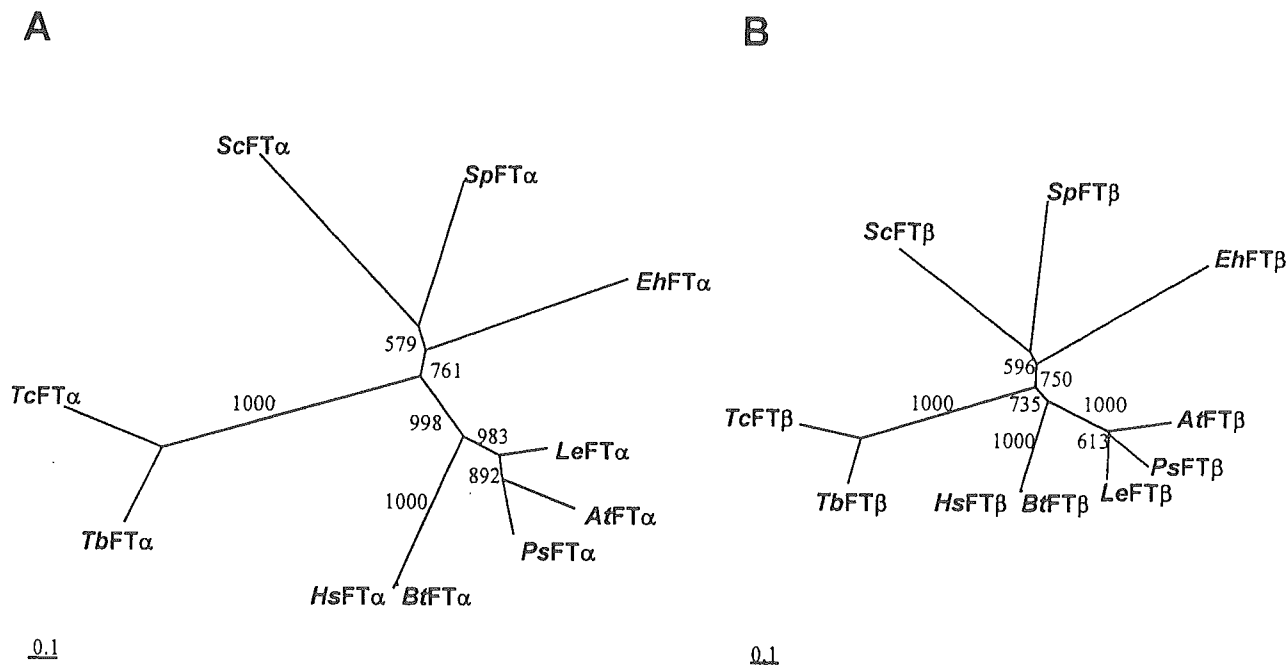 A
ScFTα
SpFTα
EhFTα
579
761
1000
TcFTα
998
983
LeFTα
892
1000
AtFTα
TbFTα
PsFTα
HsFTα BtFTα
0.1
B
SpFTβ
ScFTβ
EhFTβ
596
750
1000
735
1000
TcFTβ
AtFTβ
1000
613
PsFTβ
TbFTβ
HsFTβ BtFTβ
LeFTβ
0.1